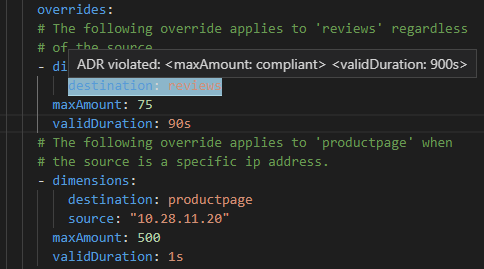 overrides:
# The following override applies to 'reviews' regardless
# of the source
ADR violated: <maxAmount: compliant> <validDuration: 900s>
- di
destination: reviews
maxAmount: 75
validDuration: 90s
# The following override applies to 'productpage' when
# the source is a specific ip address.
- dimensions:
destination: productpage
source: "10.28.11.20"
maxAmount: 500
validDuration: 1s